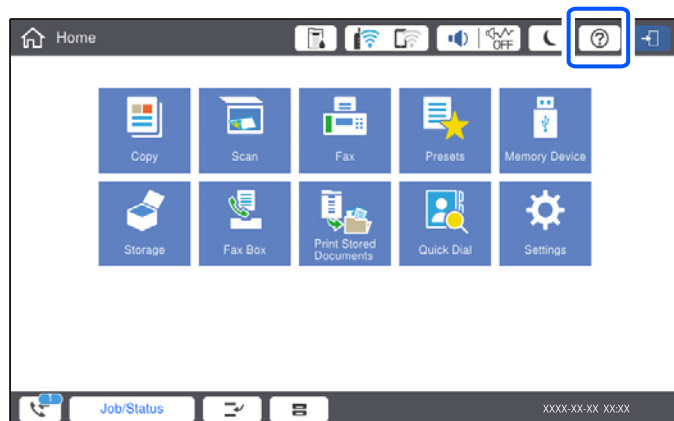 Home
OFF
?
Copy
Scan
Fax
Presets
Memory Device
Storage
Fax Box
Print Stored
Documents
Quick Dial
Settings
1
Job/Status
XXXX-XX-XX XX:XX